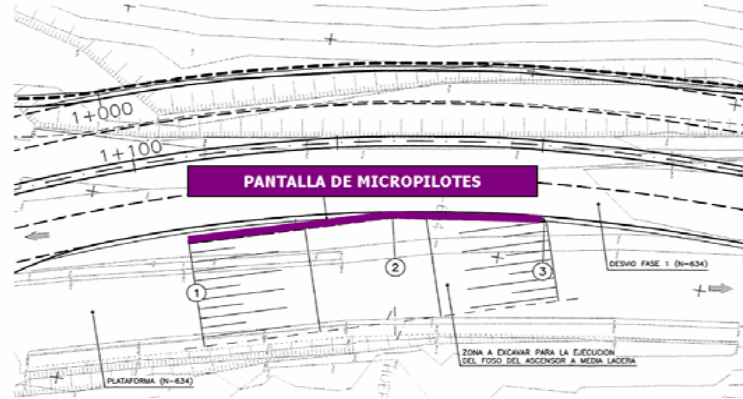 1+000
1+100
PANTALLA DE MICROPILOTES
1
2
3
DESVIO FASE 1 (N-634)
ZONA A EXCAVAR PARA LA EJECUCION
DEL FOSO DEL ASCENSOR A MEDIA LADERA
PLATAFORMA (N-634)